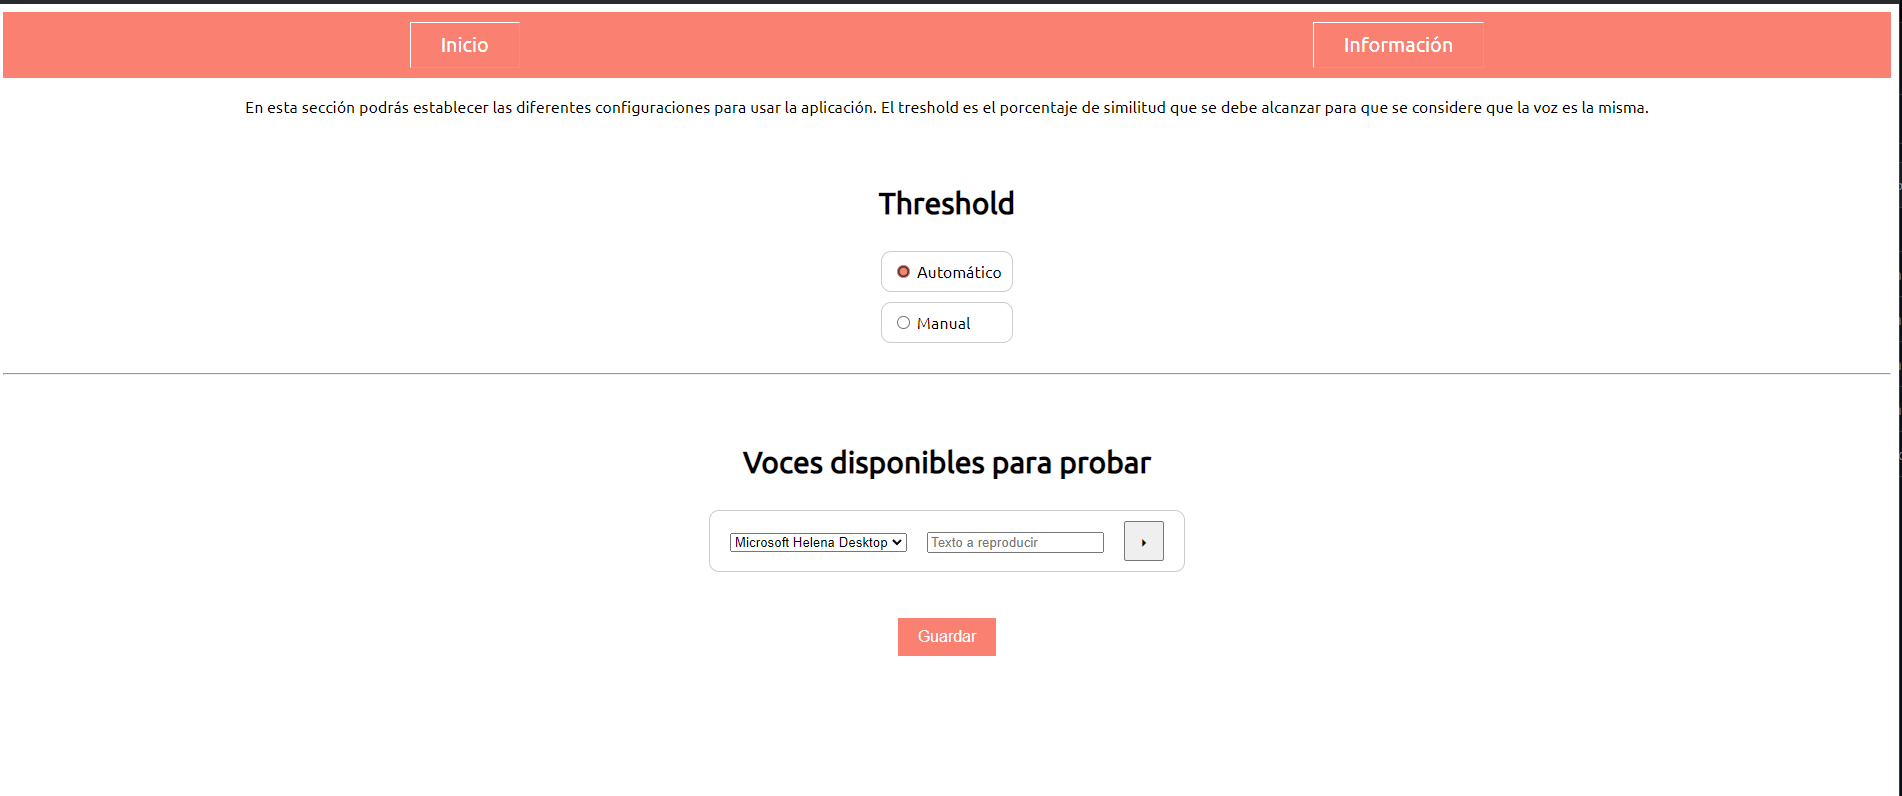 Inicio
Información
En esta sección podrás establecer las diferentes configuraciones para usar la aplicación. El treshold es el porcentaje de similitud que se debe alcanzar para que se considere que la voz es la misma.
Threshold
Automático
Manual
Voces disponibles para probar
Microsoft Helena Desktop
Texto a reproducir
Guardar